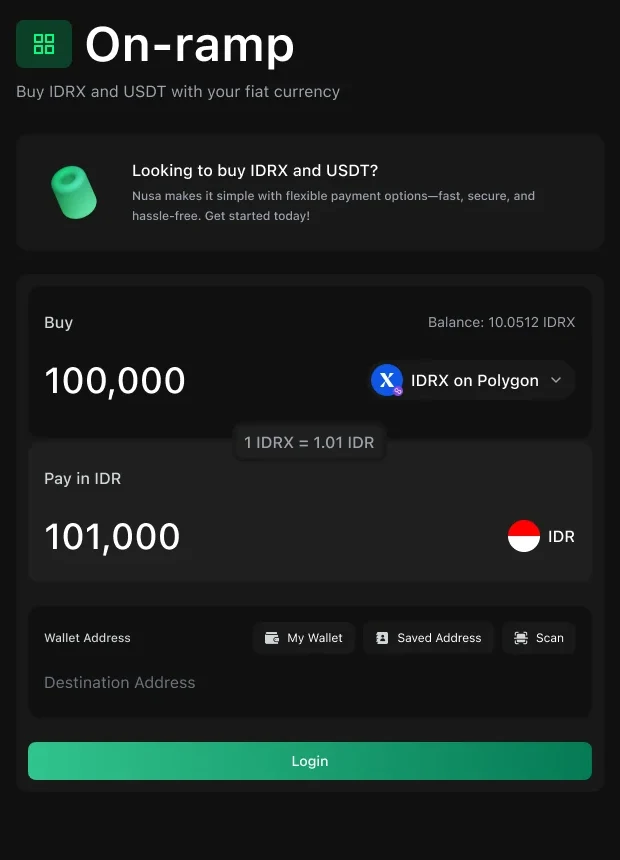 On-ramp
Buy IDRX and USDT with your fiat currency
Looking to buy IDRX and USDT?
Nusa makes it simple with flexible payment options—fast, secure, and
hassle-free. Get started today!
Buy
Balance: 10.0512 IDRX
100,000
X IDRX on Polygon
1 IDRX = 1.01 IDR
Pay in IDR
101,000
IDR
Wallet Address
My Wallet
Saved Address
Scan
Destination Address
Login